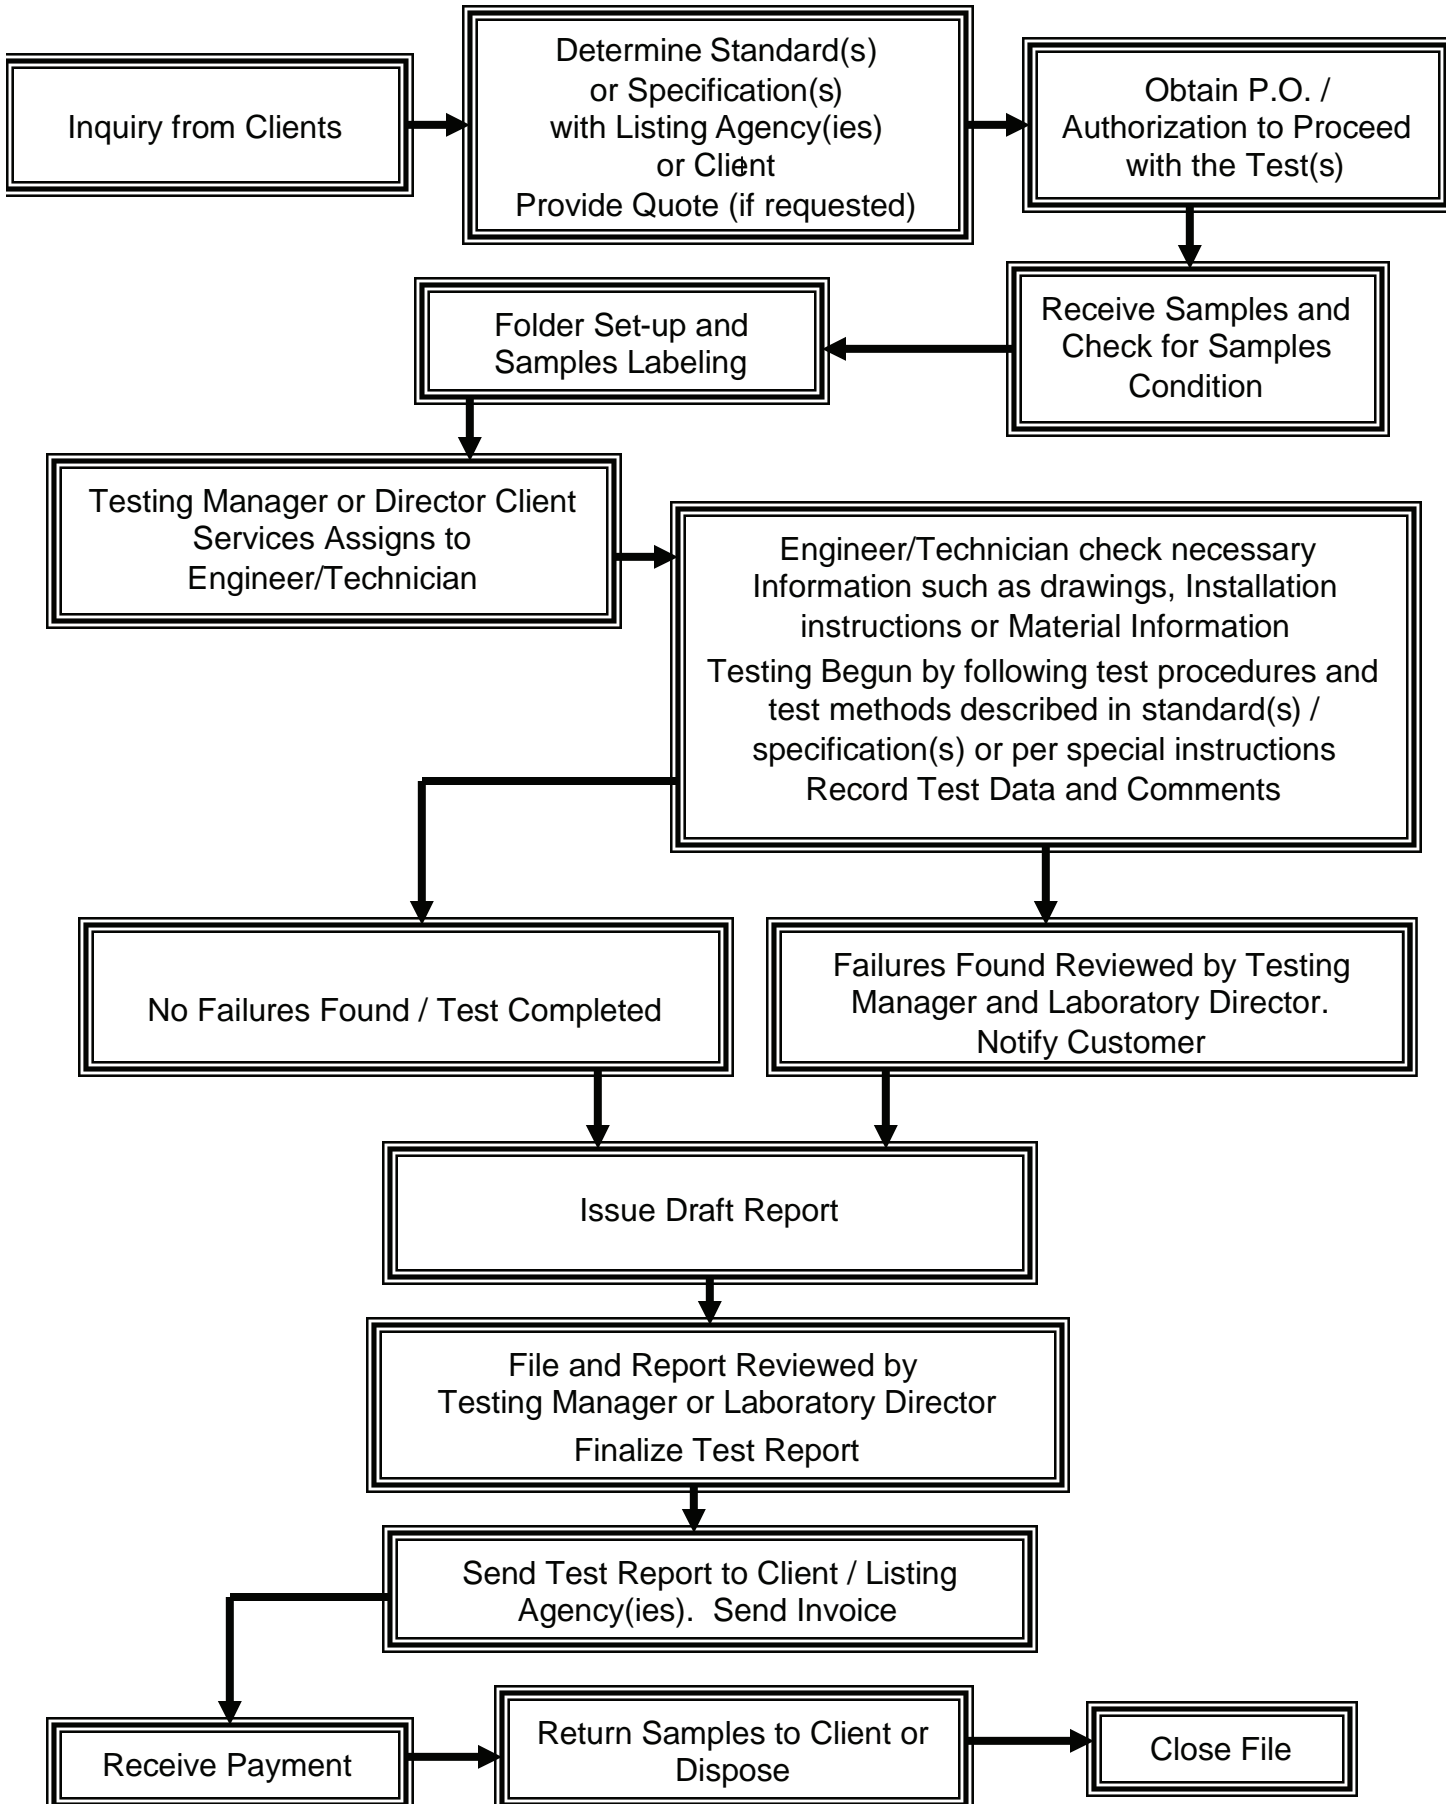 Inquiry from Clients
Determine Standard(s)
or Specification(s)
with Listing Agency(ies)
or Client
Provide Quote (if requested)
Obtain P.O. /
Authorization to Proceed
with the Test(s)
Receive Samples and
Check for Samples
Condition
Folder Set-up and
Samples Labeling
Testing Manager or Director Client
Services Assigns to
Engineer/Technician
Engineer/Technician check necessary
Information such as drawings, Installation
instructions or Material Information
Testing Begun by following test procedures and
test methods described in standard(s) /
specification(s) or per special instructions
Record Test Data and Comments
No Failures Found / Test Completed
Failures Found Reviewed by Testing
Manager and Laboratory Director.
Notify Customer
Issue Draft Report
File and Report Reviewed by
Testing Manager or Laboratory Director
Finalize Test Report
Send Test Report to Client / Listing
Agency(ies).  Send Invoice
Receive Payment
Return Samples to Client or
Dispose
Close File